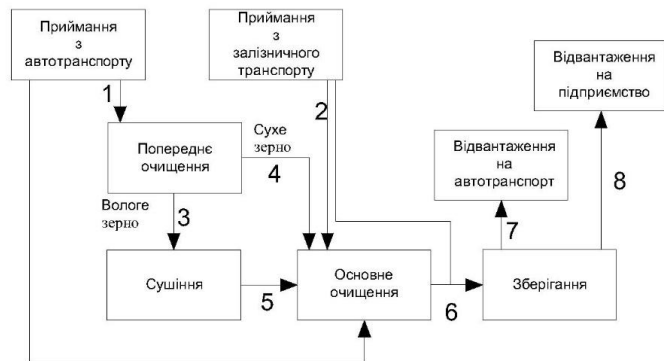 Приймання
з
автотранспорту
Приймання з
залізничного
транспорту
Відвантаження
на
підприємство
1
2
Попереднє
очищення
Сухе
зерно
4
Відвантаження
на
автотранспорт
8
Вологе
зерно
3
7
Сушіння
5
Основне
очищення
6
Зберігання